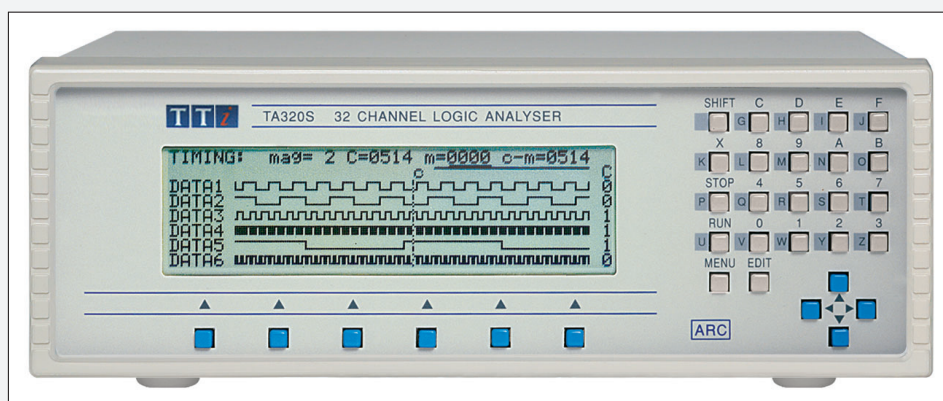 TTi TA320S 32 CHANNEL LOGIC ANALYSER
TIMING: mag= 2 C=0514 m=0000 c-m=0514
c C
DATA1 0
DATA2 0
DATA3 1
DATA4 1
DATA5 1
DATA6 0
SHIFT C D E F
G H I J
X 8 9 A B
K L M N O
STOP 4 5 6 7
P Q R S T
RUN 0 1 2 3
U V W Y Z
MENU EDIT
ARC